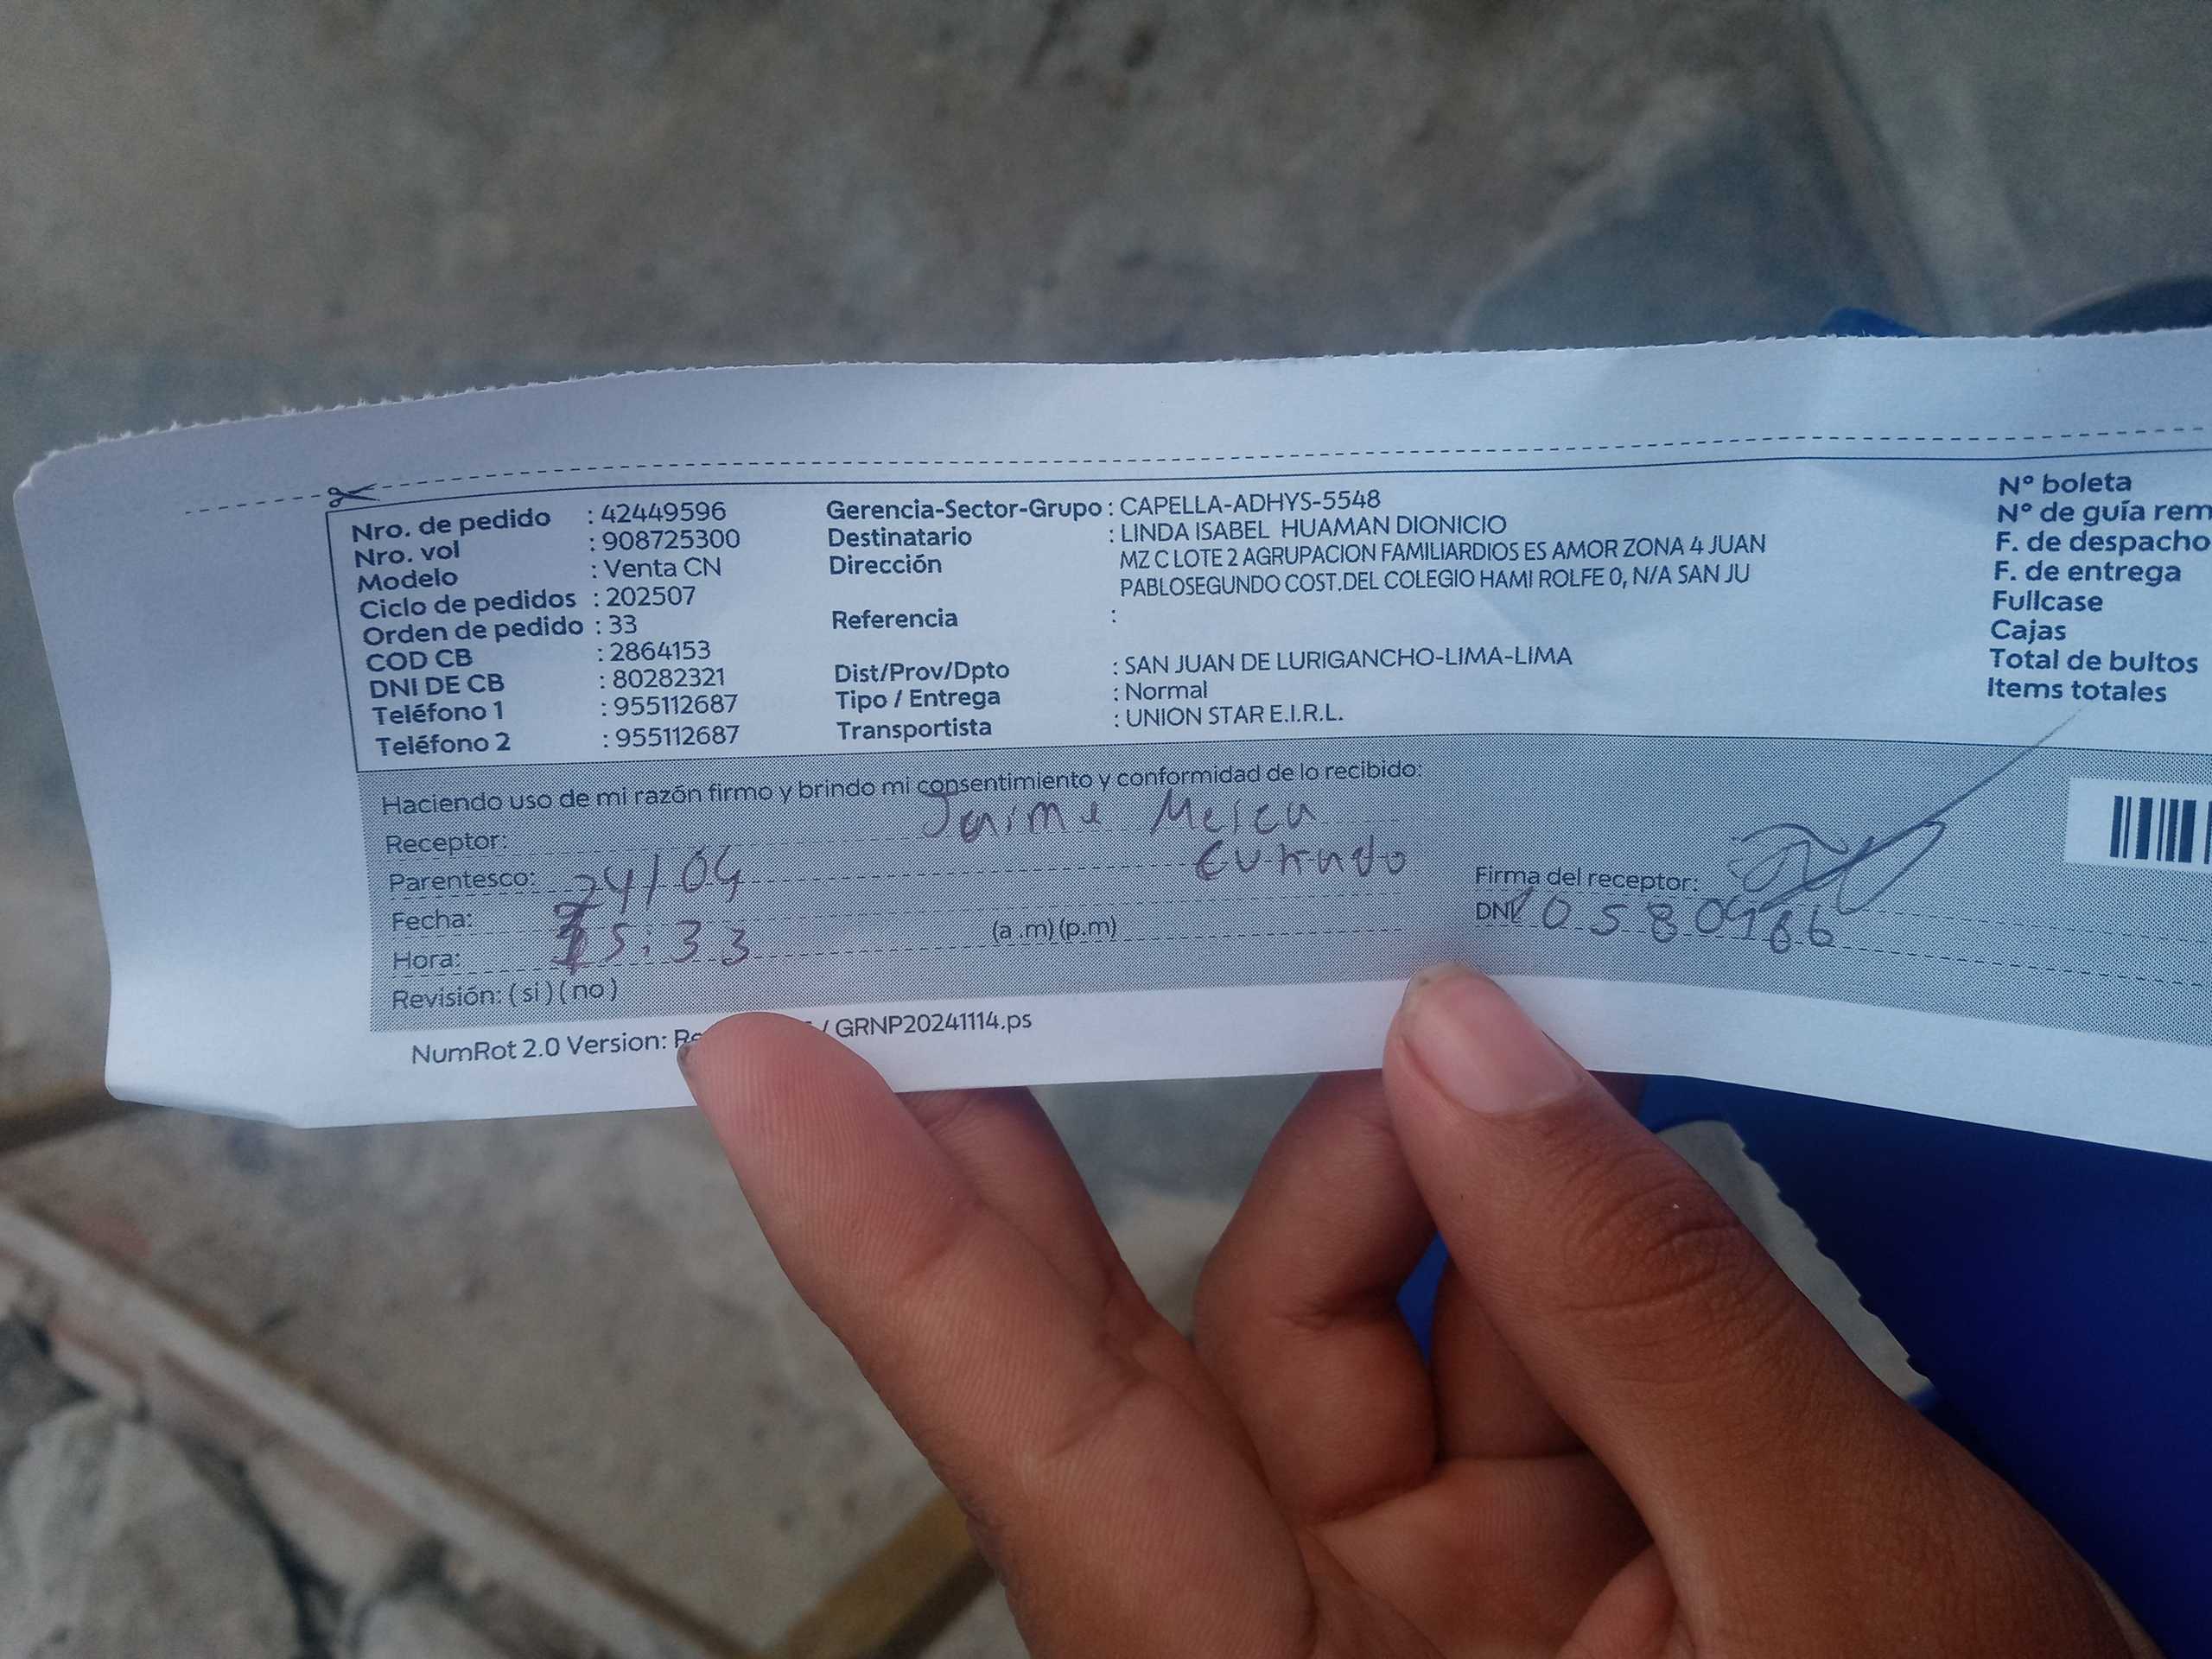 Nro. de pedido : 42449596
Nro. vol : 908725300
Modelo : Venta CN
Ciclo de pedidos : 202507
Orden de pedido : 33
COD CB : 2864153
DNI DE CB : 80282321
Teléfono 1 : 955112687
Teléfono 2 : 955112687
Gerencia-Sector-Grupo : CAPELLA-ADHYS-5548
Destinatario : LINDA ISABEL HUAMAN DIONICIO
Dirección MZ C LOTE 2 AGRUPACION FAMILIARDIOS ES AMOR ZONA 4 JUAN
PABLOSEGUNDO COST.DEL COLEGIO HAMI ROLFE 0, N/A SAN JU
Referencia :
Dist/Prov/Dpto : SAN JUAN DE LURIGANCHO-LIMA-LIMA
Tipo / Entrega : Normal
Transportista : UNION STAR E.I.R.L.
N° boleta
N° de guía rem
F. de despacho
F. de entrega
Fullcase
Cajas
Total de bultos
Items totales
Haciendo uso de mi razón firmo y brindo mi consentimiento y conformidad de lo recibido:
Receptor: Jaime
Parentesco:
Fecha: 24/04
Hora: 15:33 (a .m) (p.m)
Revisión: (si) (no)
Firma del receptor:
DNI
NumRot 2.0 Version: / GRNP20241114.ps